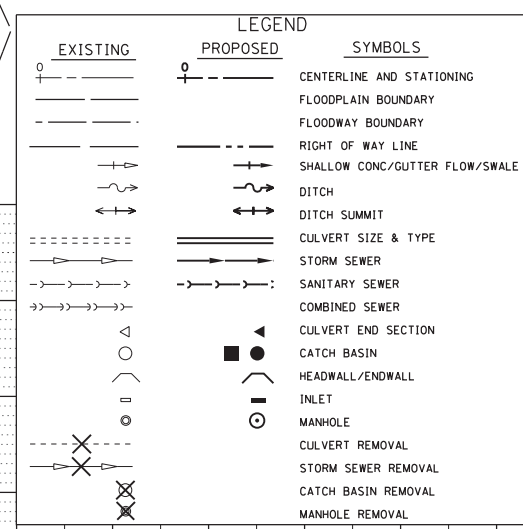 LEGEND
EXISTING PROPOSED SYMBOLS
0 0
CENTERLINE AND STATIONING
FLOODPLAIN BOUNDARY
FLOODWAY BOUNDARY
RIGHT OF WAY LINE
SHALLOW CONC/GUTTER FLOW/SWALE
DITCH
DITCH SUMMIT
CULVERT SIZE & TYPE
STORM SEWER
SANITARY SEWER
COMBINED SEWER
CULVERT END SECTION
CATCH BASIN
HEADWALL/ENDWALL
INLET
MANHOLE
CULVERT REMOVAL
STORM SEWER REMOVAL
CATCH BASIN REMOVAL
MANHOLE REMOVAL